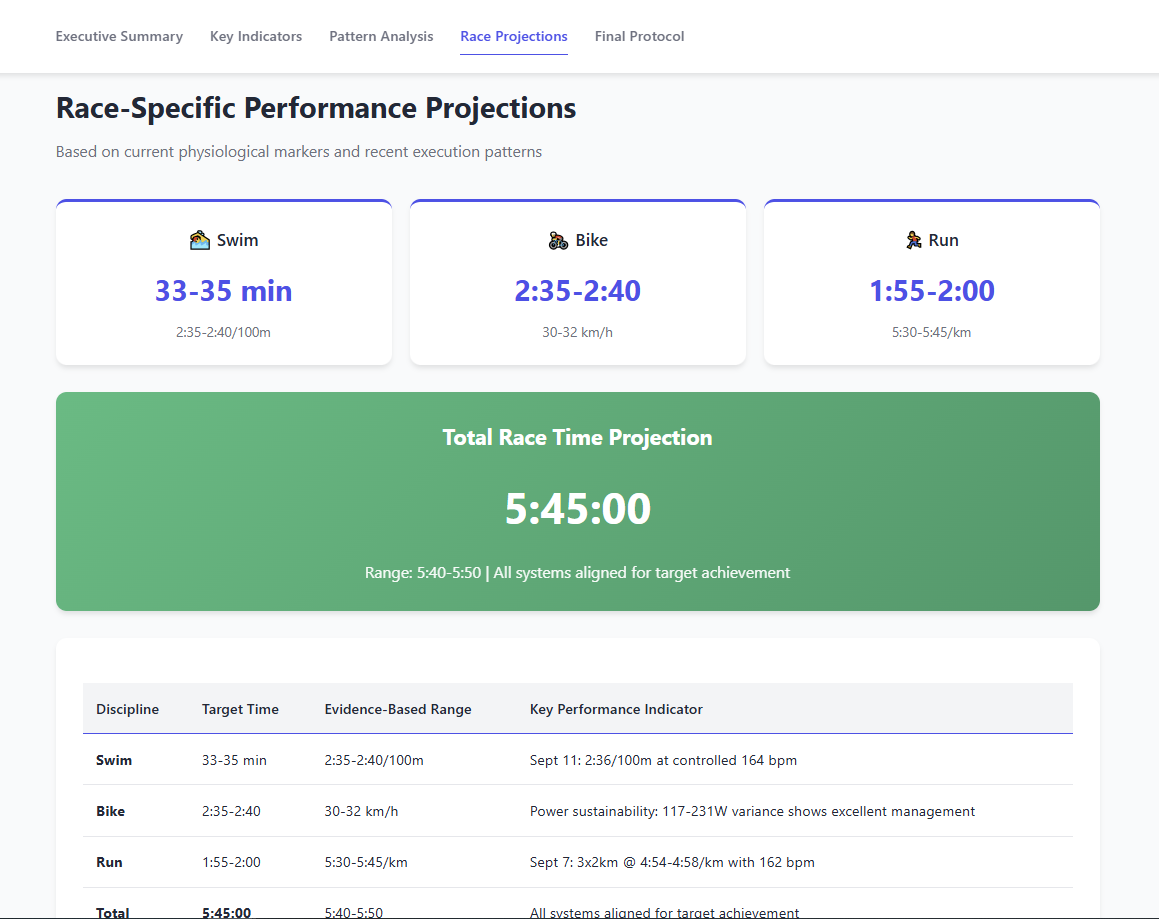 Executive Summary Key Indicators Pattern Analysis Race Projections Final Protocol
Race-Specific Performance Projections
Based on current physiological markers and recent execution patterns
Swim
33-35 min
2:35-2:40/100m
Bike
2:35-2:40
30-32 km/h
Run
1:55-2:00
5:30-5:45/km
Total Race Time Projection
5:45:00
Range: 5:40-5:50 | All systems aligned for target achievement
Discipline Target Time Evidence-Based Range Key Performance Indicator
Swim 33-35 min 2:35-2:40/100m Sept 11: 2:36/100m at controlled 164 bpm
Bike 2:35-2:40 30-32 km/h Power sustainability: 117-231W variance shows excellent management
Run 1:55-2:00 5:30-5:45/km Sept 7: 3x2km @ 4:54-4:58/km with 162 bpm
Total 5:45:00 5:40-5:50 All systems aligned for target achievement